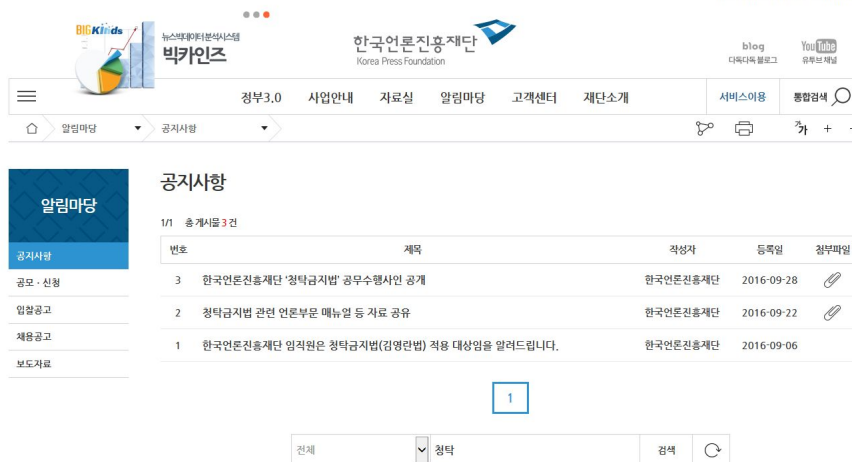 BIGKinds
뉴스빅데이터분석시스템
빅카인즈
한국언론진흥재단
Korea Press Foundation
blog
다독다독 블로그
You Tube
유투브 채널
정부3.0 사업안내 자료실 알림마당 고객센터 재단소개 서비스이용 통합검색
알림마당 공지사항 가 가 + -
알림마당
공지사항
공모 · 신청
입찰공고
채용공고
보도자료
공지사항
1/1 총 게시물 3 건
번호 제목 작성자 등록일 첨부파일
3 한국언론진흥재단 '청탁금지법' 공무수행사인 공개 한국언론진흥재단 2016-09-28
2 청탁금지법 관련 언론부문 매뉴얼 등 자료 공유 한국언론진흥재단 2016-09-22
1 한국언론진흥재단 임직원은 청탁금지법(김영란법) 적용 대상임을 알려드립니다. 한국언론진흥재단 2016-09-06
1
전체 청탁 검색